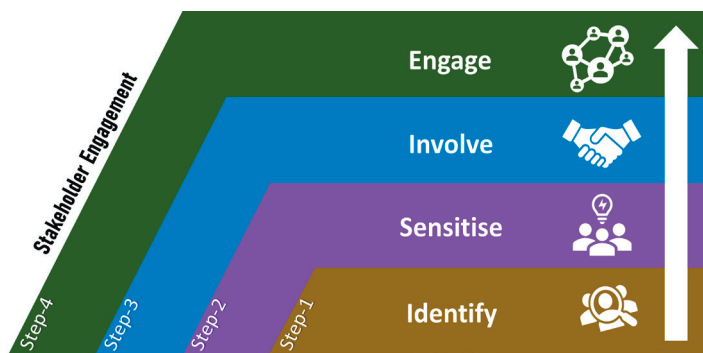 Stakeholder Engagement
Engage
Involve
Sensitise
Identify
Step-4
Step-3
Step-2
Step-1